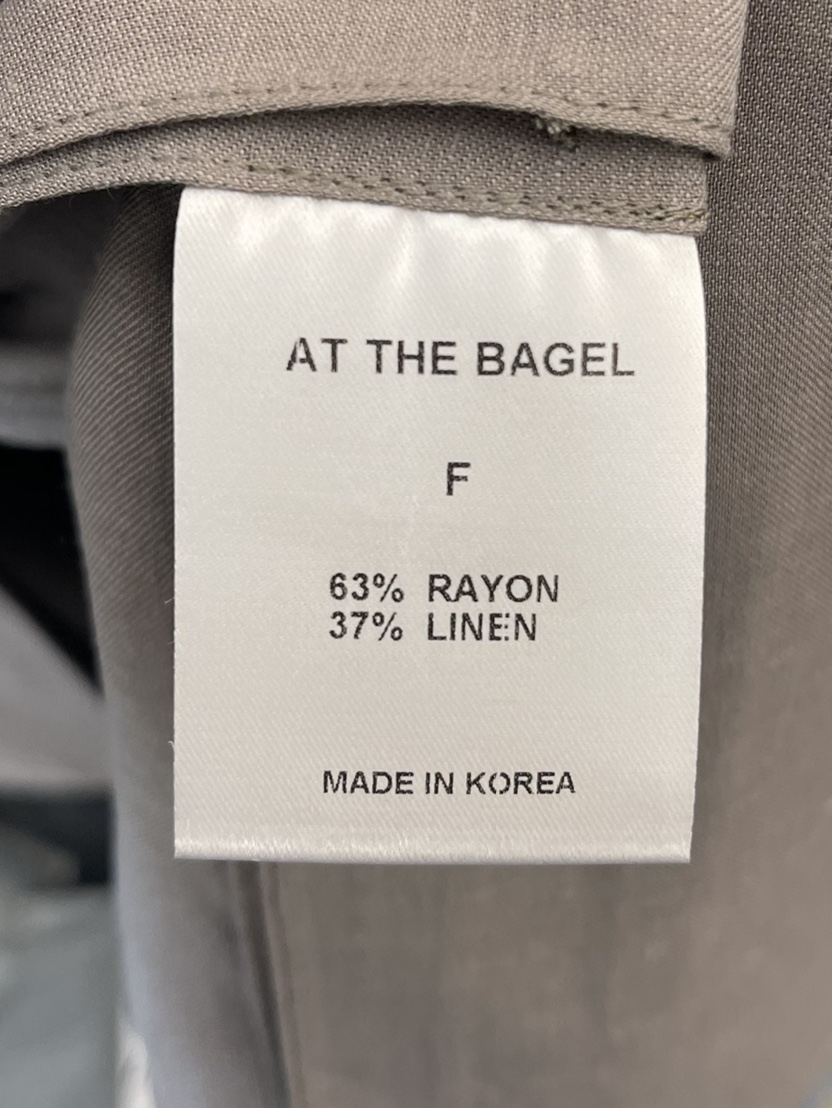 AT THE BAGEL
F
63% RAYON
37% LINEN
MADE IN KOREA